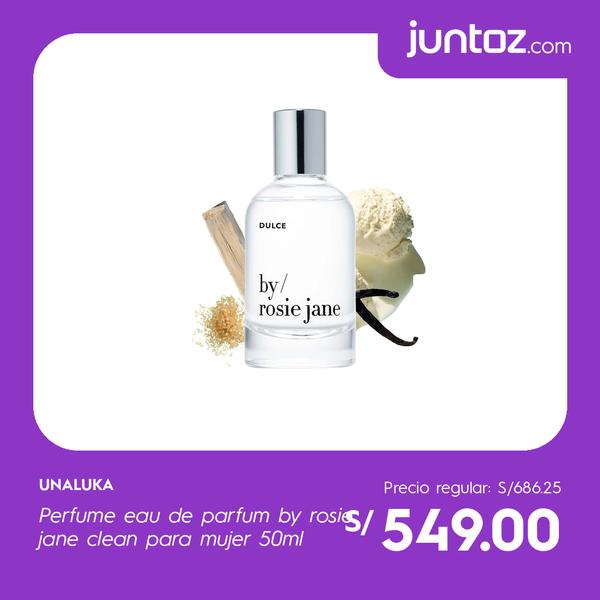 juntoz.com
DULCE
by/
rosie jane
UNALUKA
Perfume eau de parfum by rosie
jane clean para mujer 50ml
Precio regular: S/686.25
S/ 549.00